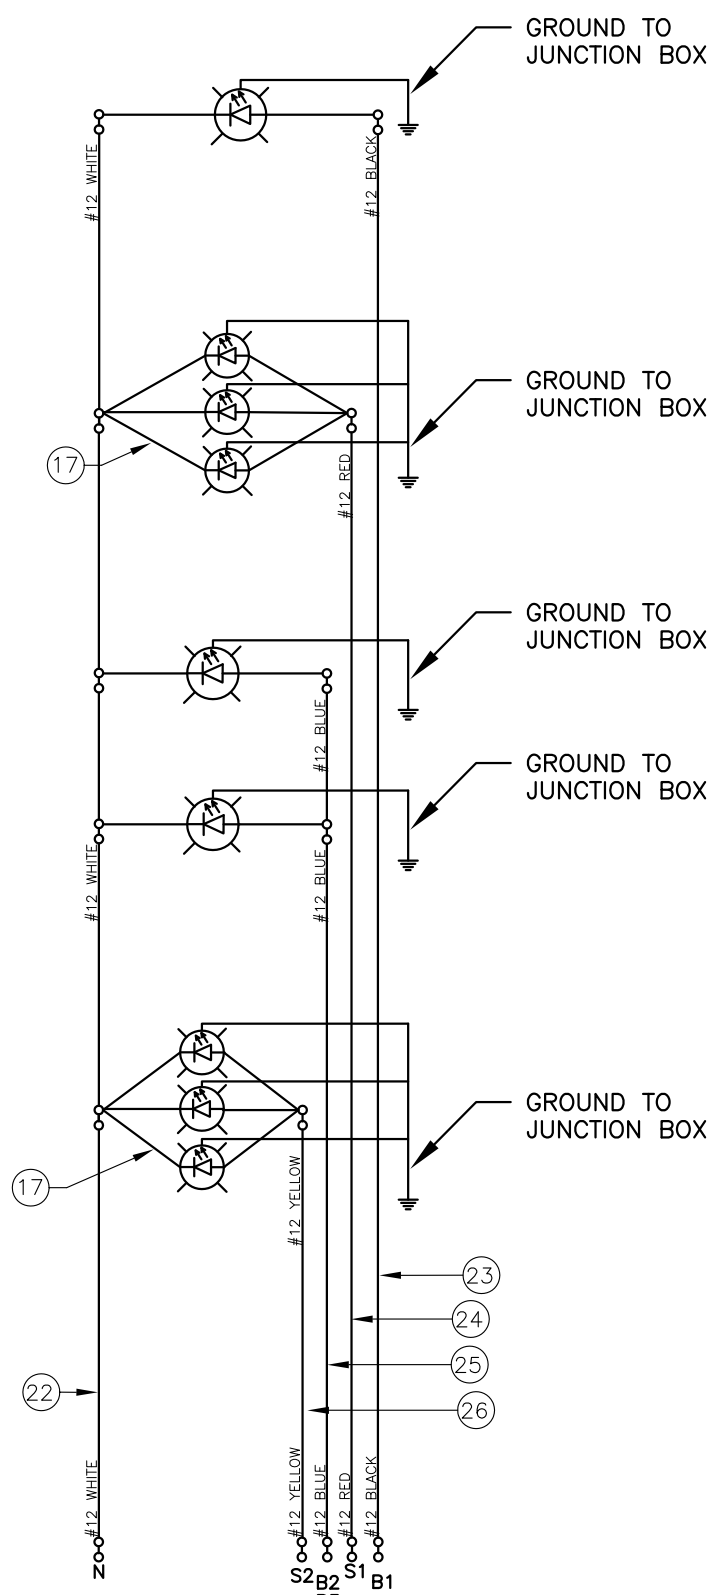 GROUND TO
JUNCTION BOX
#12 WHITE
#12 BLACK
GROUND TO
JUNCTION BOX
17
#12 RED
GROUND TO
JUNCTION BOX
#12 BLUE
GROUND TO
JUNCTION BOX
#12 WHITE
#12 BLUE
GROUND TO
JUNCTION BOX
17
#12 YELLOW
23
24
25
22
26
#12 WHITE
#12 YELLOW
#12 BLUE
#12 RED
#12 BLACK
N
S2
B2
S1
B1